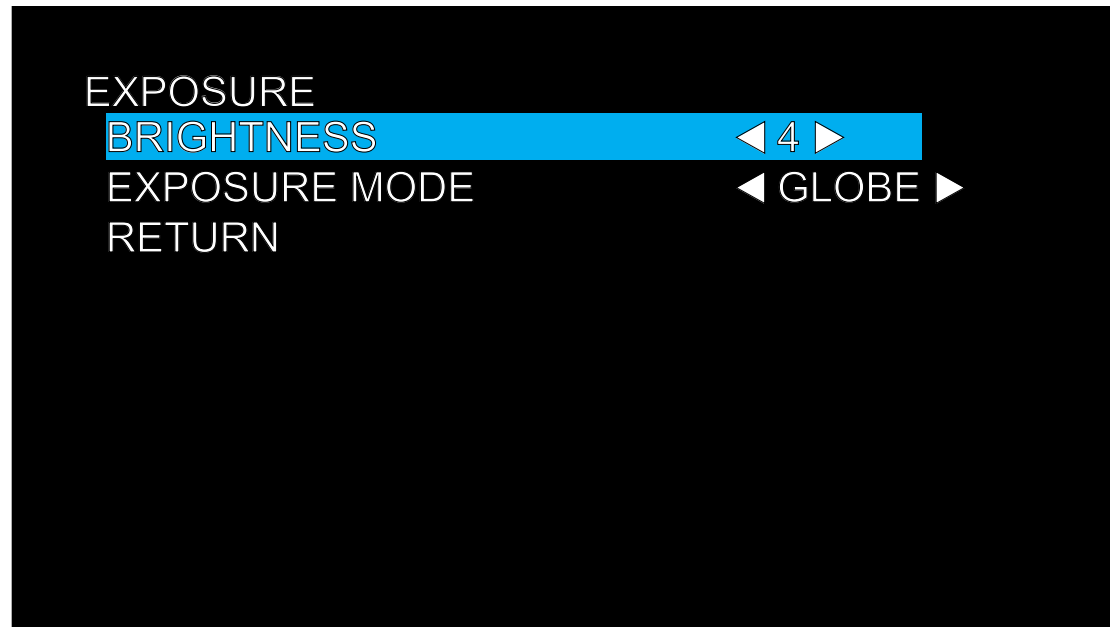 EXPOSURE
BRIGHTNESS ◀ 4 ▶
EXPOSURE MODE ◀ GLOBE ▶
RETURN